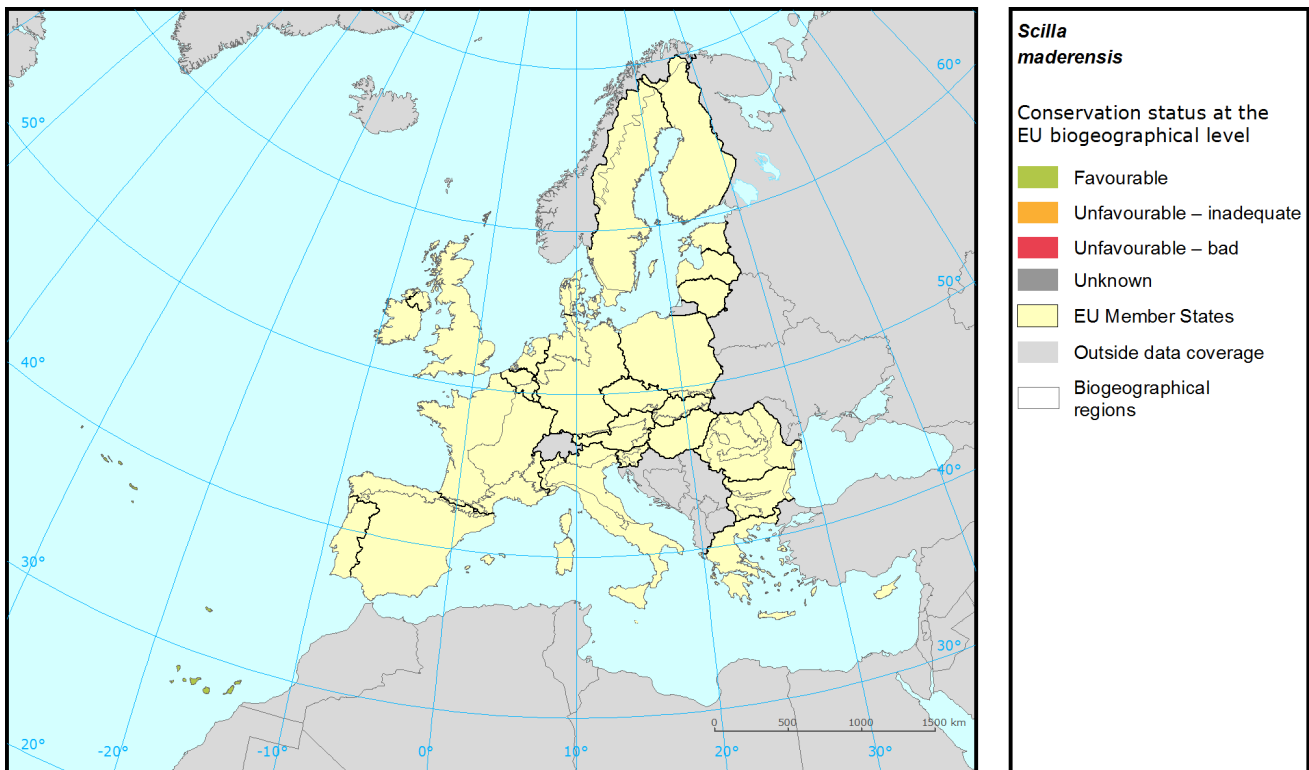 60°
50°
50°
40°
40°
30°
30°
20°
-20°
-10°
0°
10°
20°
30°
0 500 1000 1500 km
Scilla
maderensis
Conservation status at the
EU biogeographical level
Favourable
Unfavourable – inadequate
Unfavourable – bad
Unknown
EU Member States
Outside data coverage
Biogeographical
regions